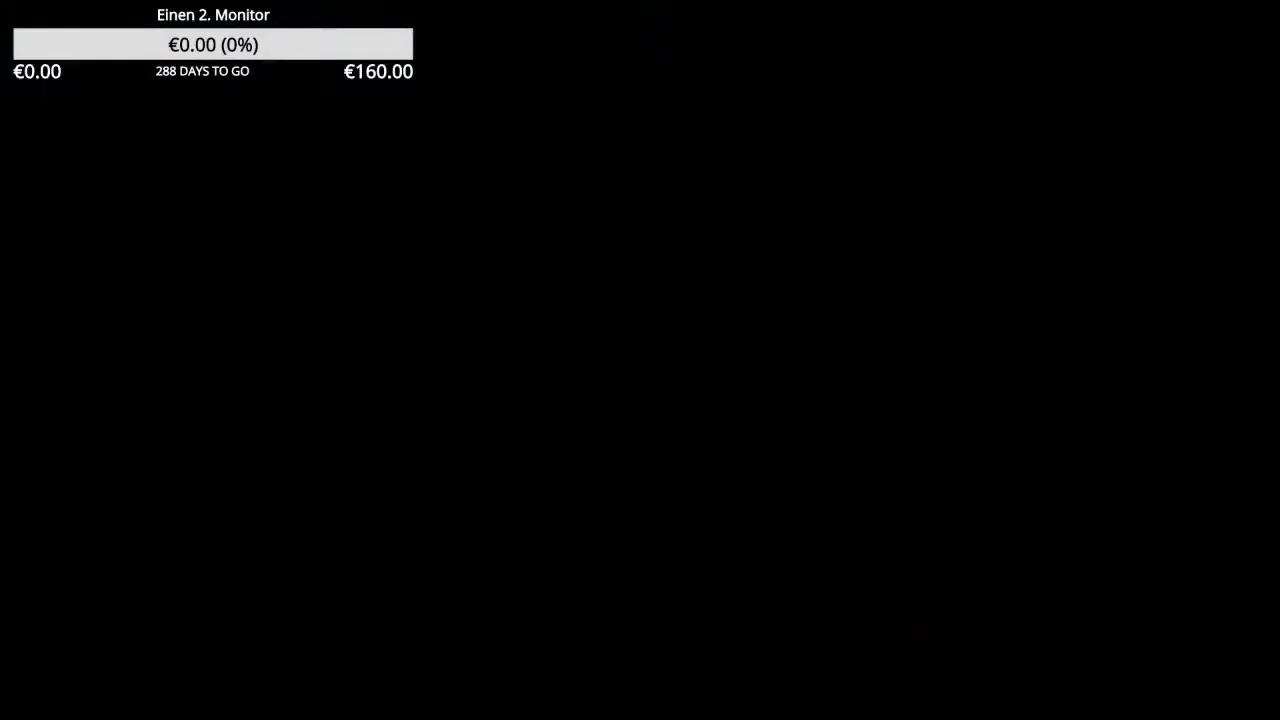 Einen 2. Monitor
€0.00 (0%)
€0.00 288 DAYS TO GO €160.00